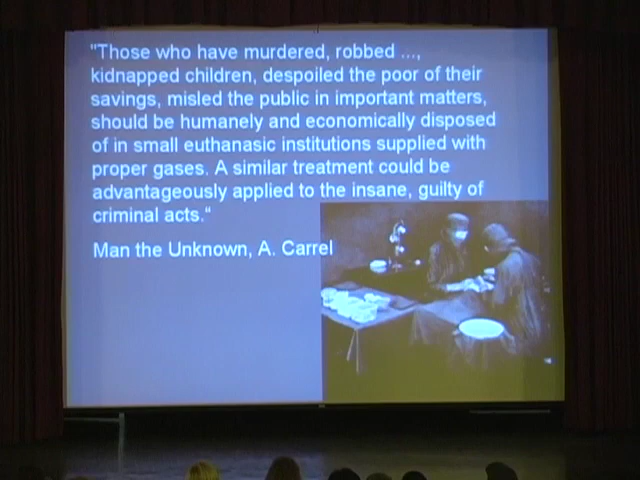 "Those who have murdered, robbed ...,
kidnapped children, despoiled the poor of their
savings, misled the public in important matters,
should be humanely and economically disposed
of in small euthanasic institutions supplied with
proper gases. A similar treatment could be
advantageously applied to the insane, guilty of
criminal acts."
Man the Unknown, A. Carrel